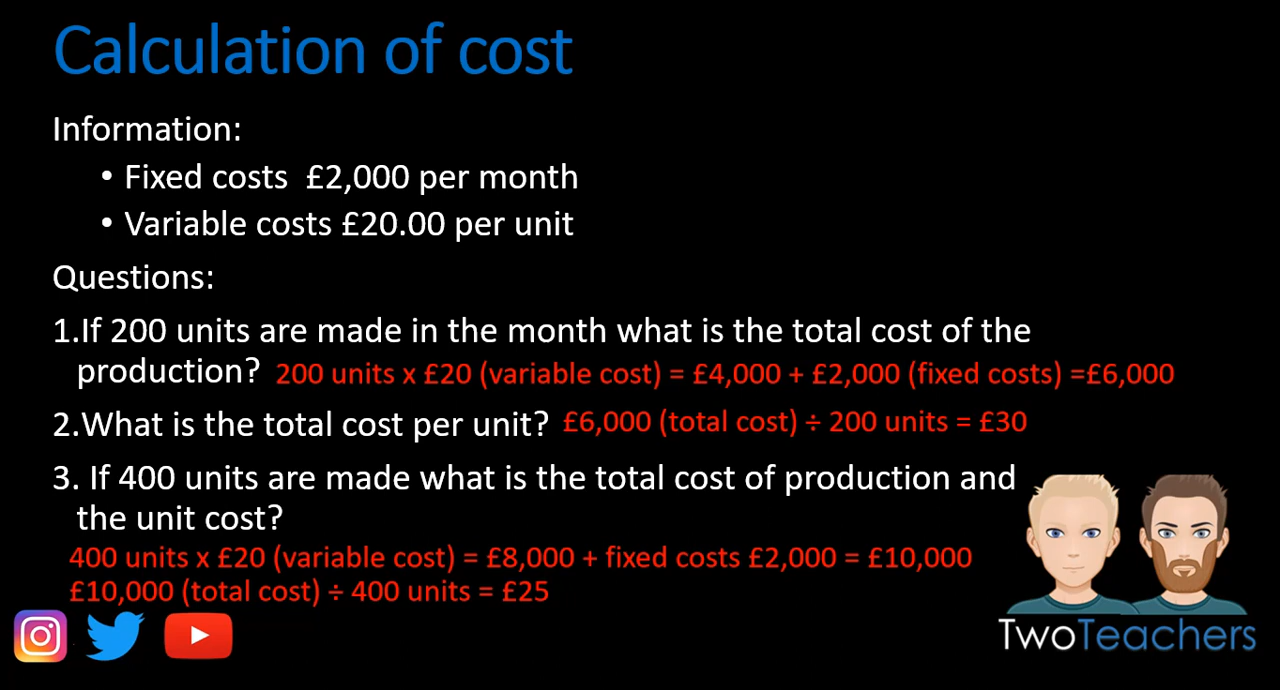 Calculation of cost
Information:
• Fixed costs  £2,000 per month
• Variable costs £20.00 per unit
Questions:
1.If 200 units are made in the month what is the total cost of the
production? 200 units x £20 (variable cost) = £4,000 + £2,000 (fixed costs) =£6,000
2.What is the total cost per unit? £6,000 (total cost) ÷ 200 units = £30
3. If 400 units are made what is the total cost of production and
the unit cost?
400 units x £20 (variable cost) = £8,000 + fixed costs £2,000 = £10,000
£10,000 (total cost) ÷ 400 units = £25
TwoTeachers